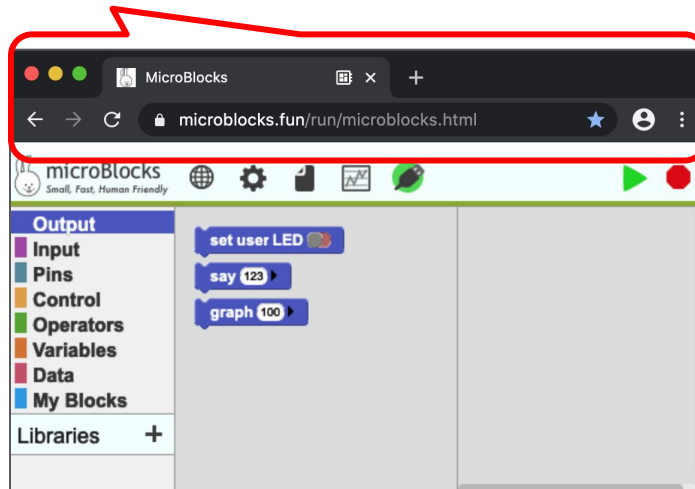 MicroBlocks
microblocks.fun/run/microblocks.html
microBlocks
Small, Fast, Human Friendly
Output
Input
Pins
Control
Operators
Variables
Data
My Blocks
Libraries +
set user LED
say 123
graph 100